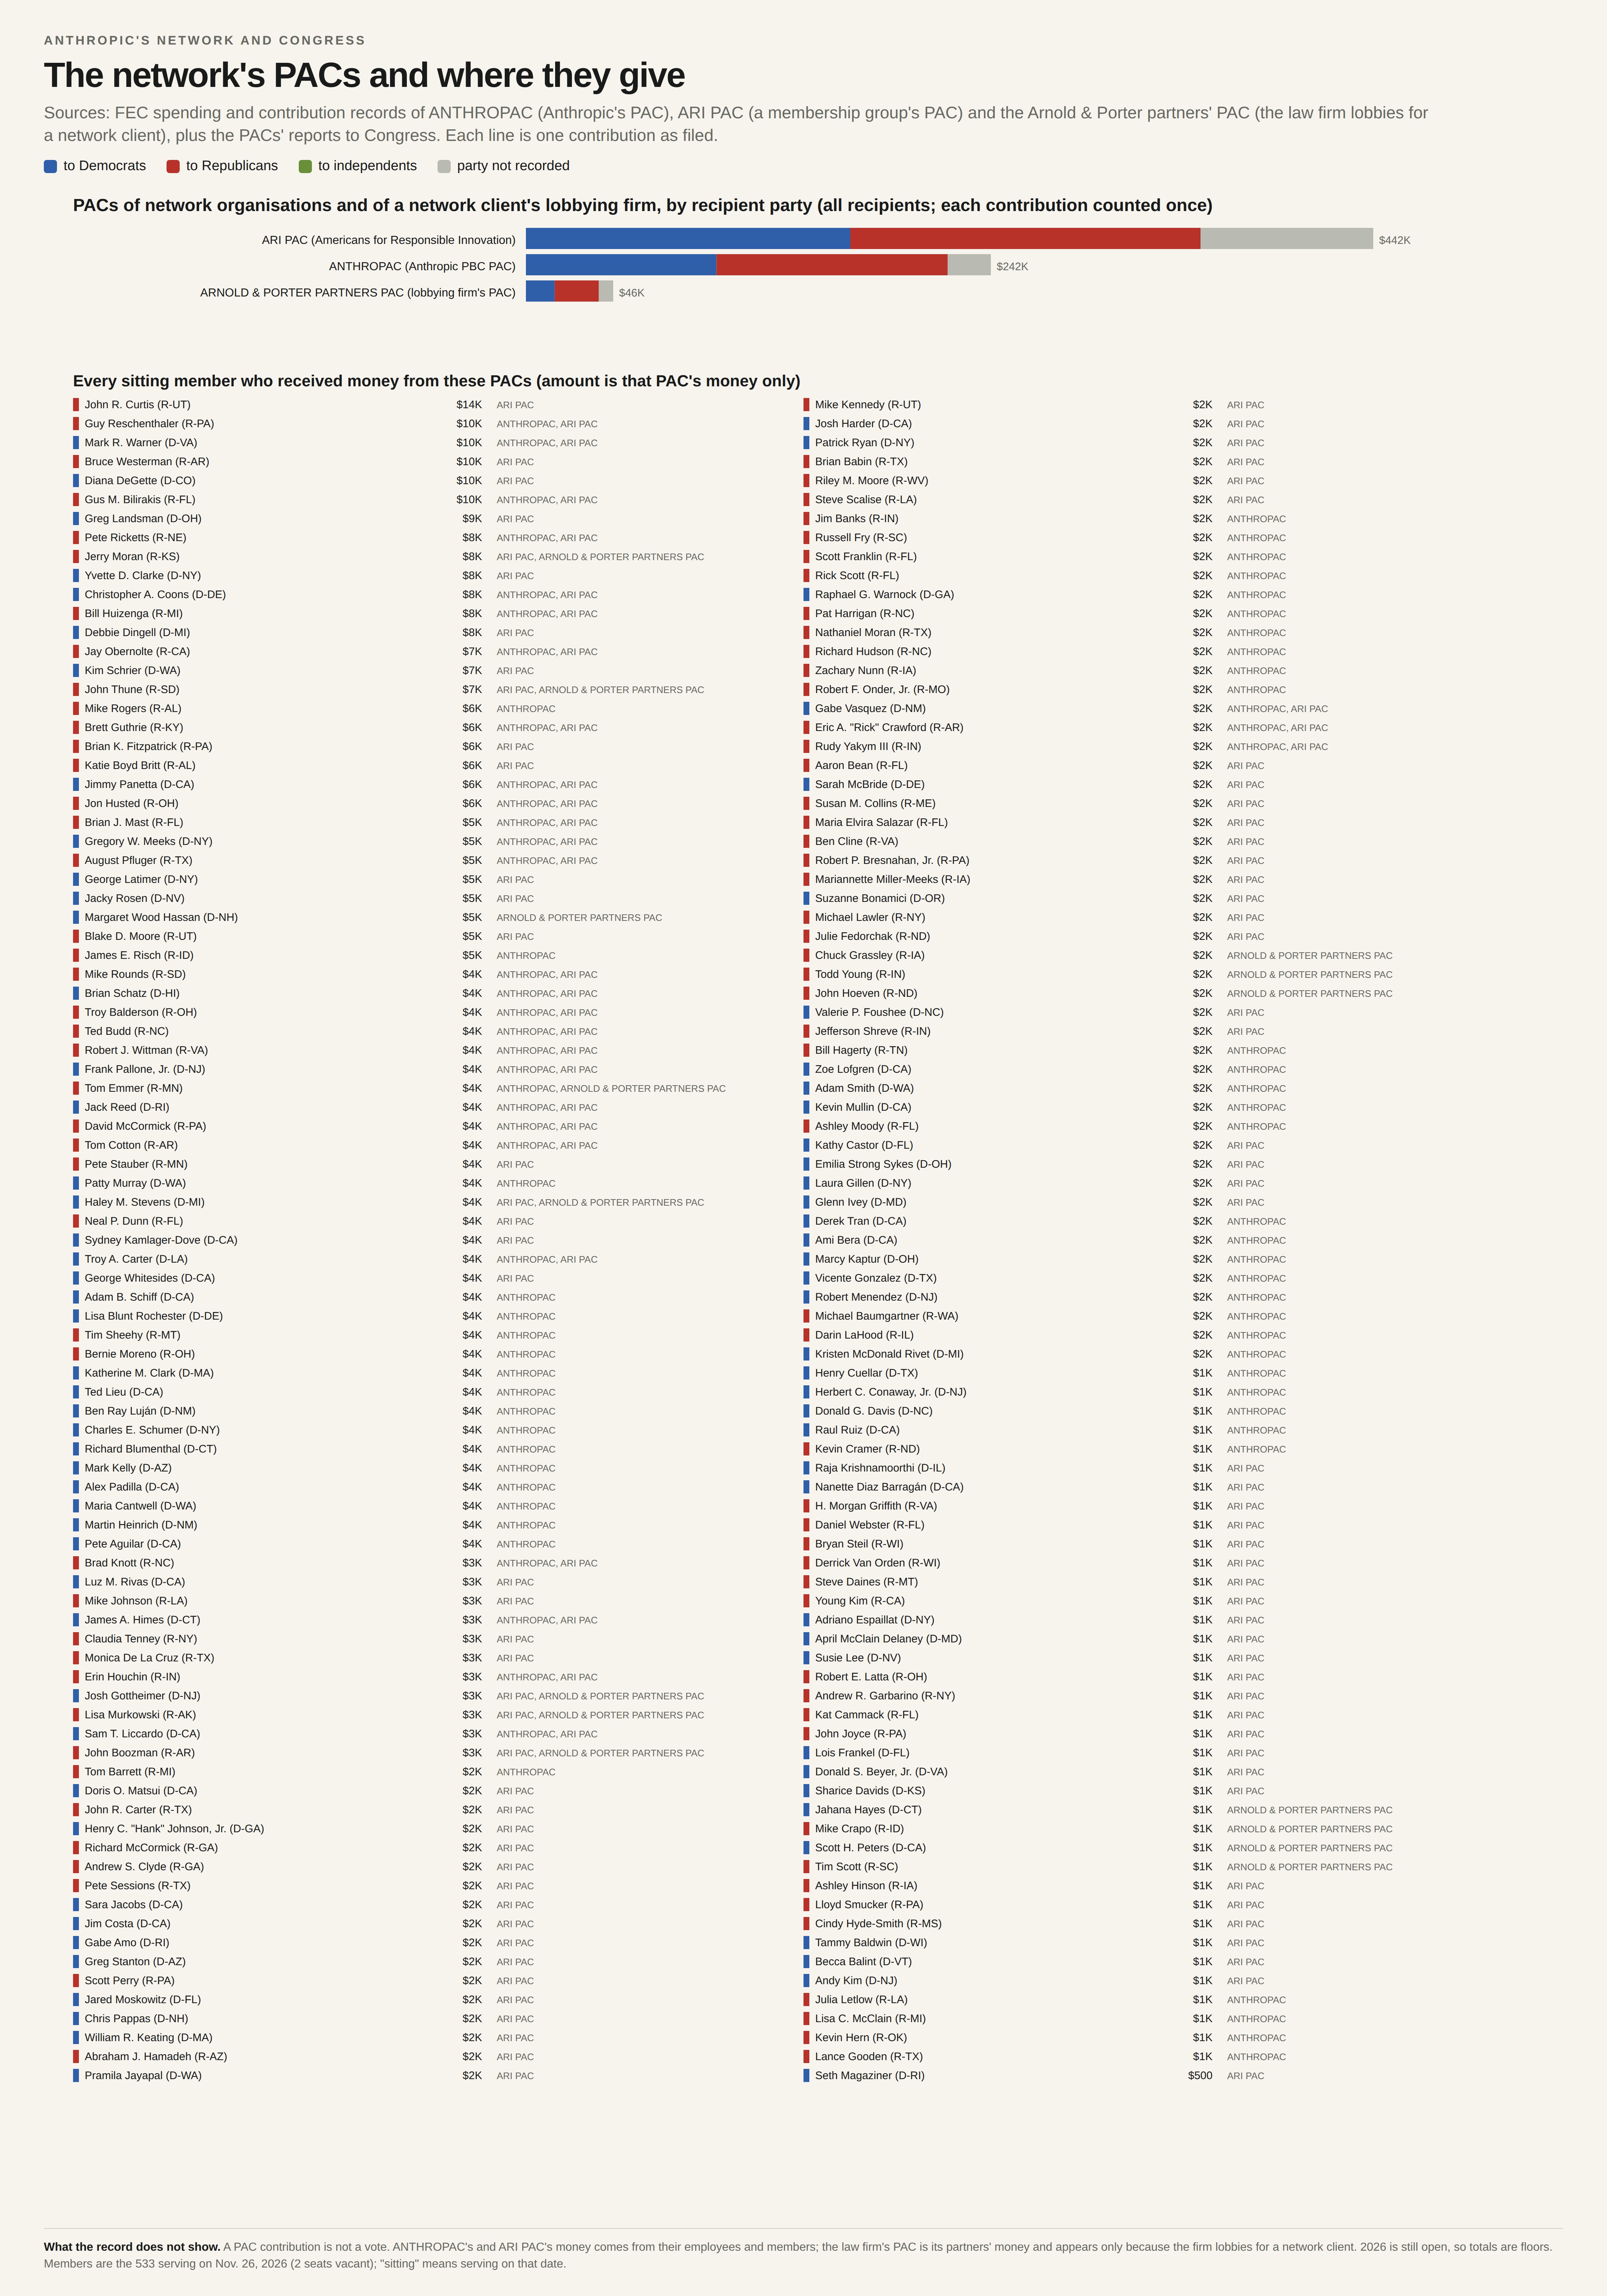 ANTHROPIC'S NETWORK AND CONGRESS
The network's PACs and where they give
Sources: FEC spending and contribution records of ANTHROPAC (Anthropic's PAC), ARI PAC (a membership group's PAC) and the Arnold & Porter partners' PAC (the law firm lobbies for
a network client), plus the PACs' reports to Congress. Each line is one contribution as filed.
to Democrats to Republicans to independents party not recorded
PACs of network organisations and of a network client's lobbying firm, by recipient party (all recipients; each contribution counted once)
ARI PAC (Americans for Responsible Innovation) $442K
ANTHROPAC (Anthropic PBC PAC) $242K
ARNOLD & PORTER PARTNERS PAC (lobbying firm's PAC) $46K
Every sitting member who received money from these PACs (amount is that PAC's money only)
John R. Curtis (R-UT) $14K ARI PAC
Guy Reschenthaler (R-PA) $10K ANTHROPAC, ARI PAC
Mark R. Warner (D-VA) $10K ANTHROPAC, ARI PAC
Bruce Westerman (R-AR) $10K ARI PAC
Diana DeGette (D-CO) $10K ARI PAC
Gus M. Bilirakis (R-FL) $10K ANTHROPAC, ARI PAC
Greg Landsman (D-OH) $9K ARI PAC
Pete Ricketts (R-NE) $8K ANTHROPAC, ARI PAC
Jerry Moran (R-KS) $8K ARI PAC, ARNOLD & PORTER PARTNERS PAC
Yvette D. Clarke (D-NY) $8K ARI PAC
Christopher A. Coons (D-DE) $8K ANTHROPAC, ARI PAC
Bill Huizenga (R-MI) $8K ANTHROPAC, ARI PAC
Debbie Dingell (D-MI) $8K ARI PAC
Jay Obernolte (R-CA) $7K ANTHROPAC, ARI PAC
Kim Schrier (D-WA) $7K ARI PAC
John Thune (R-SD) $7K ARI PAC, ARNOLD & PORTER PARTNERS PAC
Mike Rogers (R-AL) $6K ANTHROPAC
Brett Guthrie (R-KY) $6K ANTHROPAC, ARI PAC
Brian K. Fitzpatrick (R-PA) $6K ARI PAC
Katie Boyd Britt (R-AL) $6K ARI PAC
Jimmy Panetta (D-CA) $6K ANTHROPAC, ARI PAC
Jon Husted (R-OH) $6K ANTHROPAC, ARI PAC
Brian J. Mast (R-FL) $5K ANTHROPAC, ARI PAC
Gregory W. Meeks (D-NY) $5K ANTHROPAC, ARI PAC
August Pfluger (R-TX) $5K ANTHROPAC, ARI PAC
George Latimer (D-NY) $5K ARI PAC
Jacky Rosen (D-NV) $5K ARI PAC
Margaret Wood Hassan (D-NH) $5K ARNOLD & PORTER PARTNERS PAC
Blake D. Moore (R-UT) $5K ARI PAC
James E. Risch (R-ID) $5K ANTHROPAC
Mike Rounds (R-SD) $4K ANTHROPAC, ARI PAC
Brian Schatz (D-HI) $4K ANTHROPAC, ARI PAC
Troy Balderson (R-OH) $4K ANTHROPAC, ARI PAC
Ted Budd (R-NC) $4K ANTHROPAC, ARI PAC
Robert J. Wittman (R-VA) $4K ANTHROPAC, ARI PAC
Frank Pallone, Jr. (D-NJ) $4K ANTHROPAC, ARI PAC
Tom Emmer (R-MN) $4K ANTHROPAC, ARNOLD & PORTER PARTNERS PAC
Jack Reed (D-RI) $4K ANTHROPAC, ARI PAC
David McCormick (R-PA) $4K ANTHROPAC, ARI PAC
Tom Cotton (R-AR) $4K ANTHROPAC, ARI PAC
Pete Stauber (R-MN) $4K ARI PAC
Patty Murray (D-WA) $4K ANTHROPAC
Haley M. Stevens (D-MI) $4K ARI PAC, ARNOLD & PORTER PARTNERS PAC
Neal P. Dunn (R-FL) $4K ARI PAC
Sydney Kamlager-Dove (D-CA) $4K ARI PAC
Troy A. Carter (D-LA) $4K ANTHROPAC, ARI PAC
George Whitesides (D-CA) $4K ARI PAC
Adam B. Schiff (D-CA) $4K ANTHROPAC
Lisa Blunt Rochester (D-DE) $4K ANTHROPAC
Tim Sheehy (R-MT) $4K ANTHROPAC
Bernie Moreno (R-OH) $4K ANTHROPAC
Katherine M. Clark (D-MA) $4K ANTHROPAC
Ted Lieu (D-CA) $4K ANTHROPAC
Ben Ray Luján (D-NM) $4K ANTHROPAC
Charles E. Schumer (D-NY) $4K ANTHROPAC
Richard Blumenthal (D-CT) $4K ANTHROPAC
Mark Kelly (D-AZ) $4K ANTHROPAC
Alex Padilla (D-CA) $4K ANTHROPAC
Maria Cantwell (D-WA) $4K ANTHROPAC
Martin Heinrich (D-NM) $4K ANTHROPAC
Pete Aguilar (D-CA) $4K ANTHROPAC
Brad Knott (R-NC) $3K ANTHROPAC, ARI PAC
Luz M. Rivas (D-CA) $3K ARI PAC
Mike Johnson (R-LA) $3K ARI PAC
James A. Himes (D-CT) $3K ANTHROPAC, ARI PAC
Claudia Tenney (R-NY) $3K ARI PAC
Monica De La Cruz (R-TX) $3K ARI PAC
Erin Houchin (R-IN) $3K ANTHROPAC, ARI PAC
Josh Gottheimer (D-NJ) $3K ARI PAC, ARNOLD & PORTER PARTNERS PAC
Lisa Murkowski (R-AK) $3K ARI PAC, ARNOLD & PORTER PARTNERS PAC
Sam T. Liccardo (D-CA) $3K ANTHROPAC, ARI PAC
John Boozman (R-AR) $3K ARI PAC, ARNOLD & PORTER PARTNERS PAC
Tom Barrett (R-MI) $2K ANTHROPAC
Doris O. Matsui (D-CA) $2K ARI PAC
John R. Carter (R-TX) $2K ARI PAC
Henry C. "Hank" Johnson, Jr. (D-GA) $2K ARI PAC
Richard McCormick (R-GA) $2K ARI PAC
Andrew S. Clyde (R-GA) $2K ARI PAC
Pete Sessions (R-TX) $2K ARI PAC
Sara Jacobs (D-CA) $2K ARI PAC
Jim Costa (D-CA) $2K ARI PAC
Gabe Amo (D-RI) $2K ARI PAC
Greg Stanton (D-AZ) $2K ARI PAC
Scott Perry (R-PA) $2K ARI PAC
Jared Moskowitz (D-FL) $2K ARI PAC
Chris Pappas (D-NH) $2K ARI PAC
William R. Keating (D-MA) $2K ARI PAC
Abraham J. Hamadeh (R-AZ) $2K ARI PAC
Pramila Jayapal (D-WA) $2K ARI PAC
Mike Kennedy (R-UT) $2K ARI PAC
Josh Harder (D-CA) $2K ARI PAC
Patrick Ryan (D-NY) $2K ARI PAC
Brian Babin (R-TX) $2K ARI PAC
Riley M. Moore (R-WV) $2K ARI PAC
Steve Scalise (R-LA) $2K ARI PAC
Jim Banks (R-IN) $2K ANTHROPAC
Russell Fry (R-SC) $2K ANTHROPAC
Scott Franklin (R-FL) $2K ANTHROPAC
Rick Scott (R-FL) $2K ANTHROPAC
Raphael G. Warnock (D-GA) $2K ANTHROPAC
Pat Harrigan (R-NC) $2K ANTHROPAC
Nathaniel Moran (R-TX) $2K ANTHROPAC
Richard Hudson (R-NC) $2K ANTHROPAC
Zachary Nunn (R-IA) $2K ANTHROPAC
Robert F. Onder, Jr. (R-MO) $2K ANTHROPAC
Gabe Vasquez (D-NM) $2K ANTHROPAC, ARI PAC
Eric A. "Rick" Crawford (R-AR) $2K ANTHROPAC, ARI PAC
Rudy Yakym III (R-IN) $2K ANTHROPAC, ARI PAC
Aaron Bean (R-FL) $2K ARI PAC
Sarah McBride (D-DE) $2K ARI PAC
Susan M. Collins (R-ME) $2K ARI PAC
Maria Elvira Salazar (R-FL) $2K ARI PAC
Ben Cline (R-VA) $2K ARI PAC
Robert P. Bresnahan, Jr. (R-PA) $2K ARI PAC
Mariannette Miller-Meeks (R-IA) $2K ARI PAC
Suzanne Bonamici (D-OR) $2K ARI PAC
Michael Lawler (R-NY) $2K ARI PAC
Julie Fedorchak (R-ND) $2K ARI PAC
Chuck Grassley (R-IA) $2K ARNOLD & PORTER PARTNERS PAC
Todd Young (R-IN) $2K ARNOLD & PORTER PARTNERS PAC
John Hoeven (R-ND) $2K ARNOLD & PORTER PARTNERS PAC
Valerie P. Foushee (D-NC) $2K ARI PAC
Jefferson Shreve (R-IN) $2K ARI PAC
Bill Hagerty (R-TN) $2K ANTHROPAC
Zoe Lofgren (D-CA) $2K ANTHROPAC
Adam Smith (D-WA) $2K ANTHROPAC
Kevin Mullin (D-CA) $2K ANTHROPAC
Ashley Moody (R-FL) $2K ANTHROPAC
Kathy Castor (D-FL) $2K ARI PAC
Emilia Strong Sykes (D-OH) $2K ARI PAC
Laura Gillen (D-NY) $2K ARI PAC
Glenn Ivey (D-MD) $2K ARI PAC
Derek Tran (D-CA) $2K ANTHROPAC
Ami Bera (D-CA) $2K ANTHROPAC
Marcy Kaptur (D-OH) $2K ANTHROPAC
Vicente Gonzalez (D-TX) $2K ANTHROPAC
Robert Menendez (D-NJ) $2K ANTHROPAC
Michael Baumgartner (R-WA) $2K ANTHROPAC
Darin LaHood (R-IL) $2K ANTHROPAC
Kristen McDonald Rivet (D-MI) $2K ANTHROPAC
Henry Cuellar (D-TX) $1K ANTHROPAC
Herbert C. Conaway, Jr. (D-NJ) $1K ANTHROPAC
Donald G. Davis (D-NC) $1K ANTHROPAC
Raul Ruiz (D-CA) $1K ANTHROPAC
Kevin Cramer (R-ND) $1K ANTHROPAC
Raja Krishnamoorthi (D-IL) $1K ARI PAC
Nanette Diaz Barragán (D-CA) $1K ARI PAC
H. Morgan Griffith (R-VA) $1K ARI PAC
Daniel Webster (R-FL) $1K ARI PAC
Bryan Steil (R-WI) $1K ARI PAC
Derrick Van Orden (R-WI) $1K ARI PAC
Steve Daines (R-MT) $1K ARI PAC
Young Kim (R-CA) $1K ARI PAC
Adriano Espaillat (D-NY) $1K ARI PAC
April McClain Delaney (D-MD) $1K ARI PAC
Susie Lee (D-NV) $1K ARI PAC
Robert E. Latta (R-OH) $1K ARI PAC
Andrew R. Garbarino (R-NY) $1K ARI PAC
Kat Cammack (R-FL) $1K ARI PAC
John Joyce (R-PA) $1K ARI PAC
Lois Frankel (D-FL) $1K ARI PAC
Donald S. Beyer, Jr. (D-VA) $1K ARI PAC
Sharice Davids (D-KS) $1K ARI PAC
Jahana Hayes (D-CT) $1K ARNOLD & PORTER PARTNERS PAC
Mike Crapo (R-ID) $1K ARNOLD & PORTER PARTNERS PAC
Scott H. Peters (D-CA) $1K ARNOLD & PORTER PARTNERS PAC
Tim Scott (R-SC) $1K ARNOLD & PORTER PARTNERS PAC
Ashley Hinson (R-IA) $1K ARI PAC
Lloyd Smucker (R-PA) $1K ARI PAC
Cindy Hyde-Smith (R-MS) $1K ARI PAC
Tammy Baldwin (D-WI) $1K ARI PAC
Becca Balint (D-VT) $1K ARI PAC
Andy Kim (D-NJ) $1K ARI PAC
Julia Letlow (R-LA) $1K ANTHROPAC
Lisa C. McClain (R-MI) $1K ANTHROPAC
Kevin Hern (R-OK) $1K ANTHROPAC
Lance Gooden (R-TX) $1K ANTHROPAC
Seth Magaziner (D-RI) $500 ARI PAC
What the record does not show. A PAC contribution is not a vote. ANTHROPAC's and ARI PAC's money comes from their employees and members; the law firm's PAC is its partners' money and appears only because the firm lobbies for a network client. 2026 is still open, so totals are floors.
Members are the 533 serving on Nov. 26, 2026 (2 seats vacant); "sitting" means serving on that date.